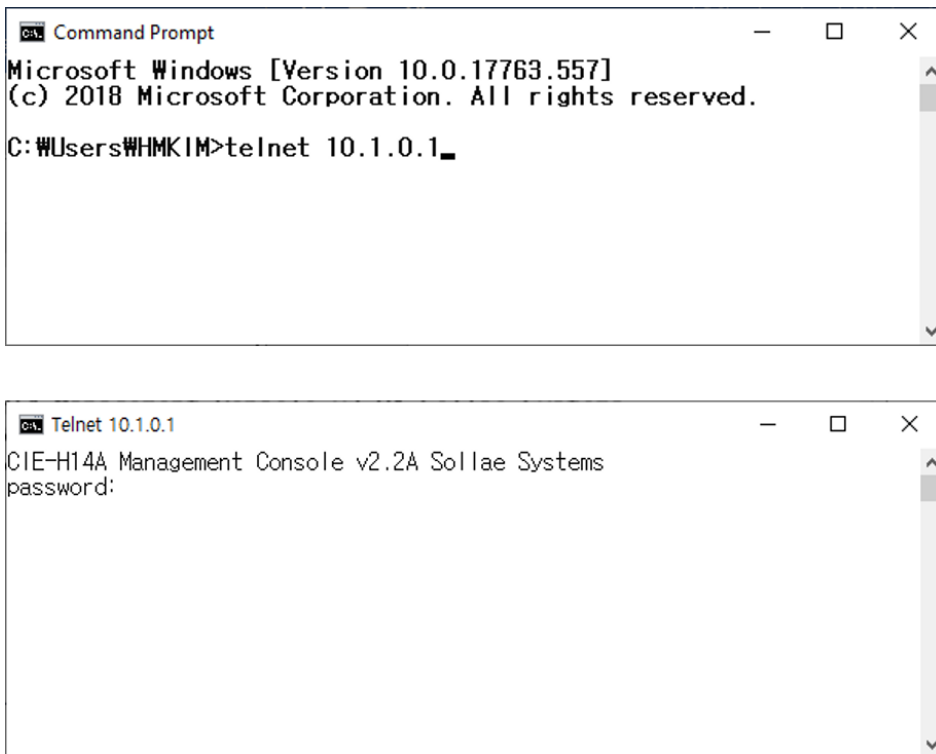 Command Prompt
Microsoft Windows [Version 10.0.17763.557]
(c) 2018 Microsoft Corporation. All rights reserved.
C:₩Users₩HMKIM>telnet 10.1.0.1_
Telnet 10.1.0.1
CIE-H14A Management Console v2.2A Sollae Systems
password: